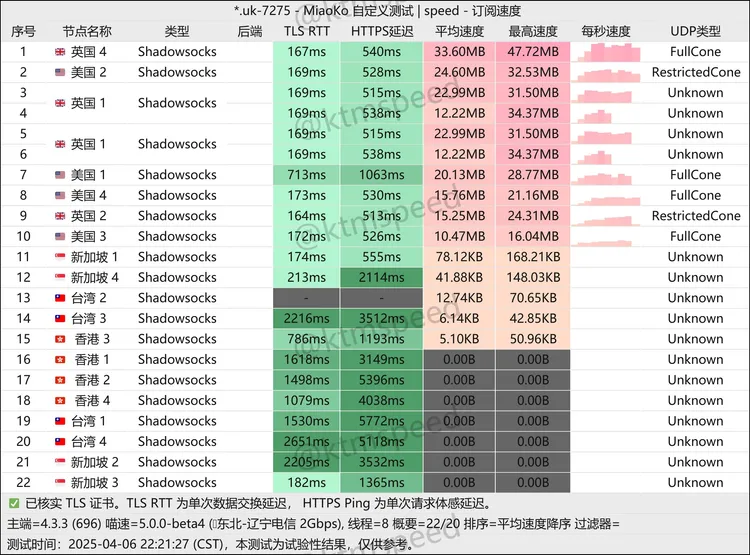 *.uk-7275 - MiaoKo 自定义测试 | speed - 订阅速度
序号 节点名称 类型 后端 TLS RTT HTTPS延迟 平均速度 最高速度 每秒速度 UDP类型
1 英国 4 Shadowsocks 167ms 540ms 33.60MB 47.72MB FullCone
2 美国 2 Shadowsocks 169ms 528ms 24.60MB 32.53MB RestrictedCone
3 英国 1 Shadowsocks 169ms 515ms 22.99MB 31.50MB Unknown
4 169ms 538ms 12.22MB 34.37MB Unknown
5 英国 1 Shadowsocks 169ms 515ms 22.99MB 31.50MB Unknown
6 169ms 538ms 12.22MB 34.37MB Unknown
7 美国 1 Shadowsocks 713ms 1063ms 20.13MB 28.77MB FullCone
8 美国 4 Shadowsocks 173ms 530ms 15.76MB 21.16MB FullCone
9 英国 2 Shadowsocks 164ms 513ms 15.25MB 24.31MB RestrictedCone
10 美国 3 Shadowsocks 172ms 526ms 10.47MB 16.04MB FullCone
11 新加坡 1 Shadowsocks 174ms 555ms 78.12KB 168.21KB Unknown
12 新加坡 4 Shadowsocks 213ms 2114ms 41.88KB 148.03KB Unknown
13 台湾 2 Shadowsocks - - 12.74KB 70.65KB Unknown
14 台湾 3 Shadowsocks 2216ms 3512ms 6.14KB 42.85KB Unknown
15 香港 3 Shadowsocks 786ms 1193ms 5.10KB 50.96KB Unknown
16 香港 1 Shadowsocks 1618ms 3149ms 0.00B 0.00B Unknown
17 香港 2 Shadowsocks 1498ms 5396ms 0.00B 0.00B Unknown
18 香港 4 Shadowsocks 1079ms 4038ms 0.00B 0.00B Unknown
19 台湾 1 Shadowsocks 1530ms 5772ms 0.00B 0.00B Unknown
20 台湾 4 Shadowsocks 2651ms 5118ms 0.00B 0.00B Unknown
21 新加坡 2 Shadowsocks 2205ms 3532ms 0.00B 0.00B Unknown
22 新加坡 3 Shadowsocks 182ms 1365ms 0.00B 0.00B Unknown
✅ 已核实 TLS 证书。TLS RTT 为单次数据交换延迟， HTTPS Ping 为单次请求体感延迟。
主端=4.3.3 (696) 喵速=5.0.0-beta4 (东北-辽宁电信 2Gbps), 线程=8 概要=22/20 排序=平均速度降序 过滤器=
测试时间：2025-04-06 22:21:27 (CST)，本测试为试验性结果，仅供参考。
@ktmspeed
@ktmspeed
@ktmspeed
@ktmspeed